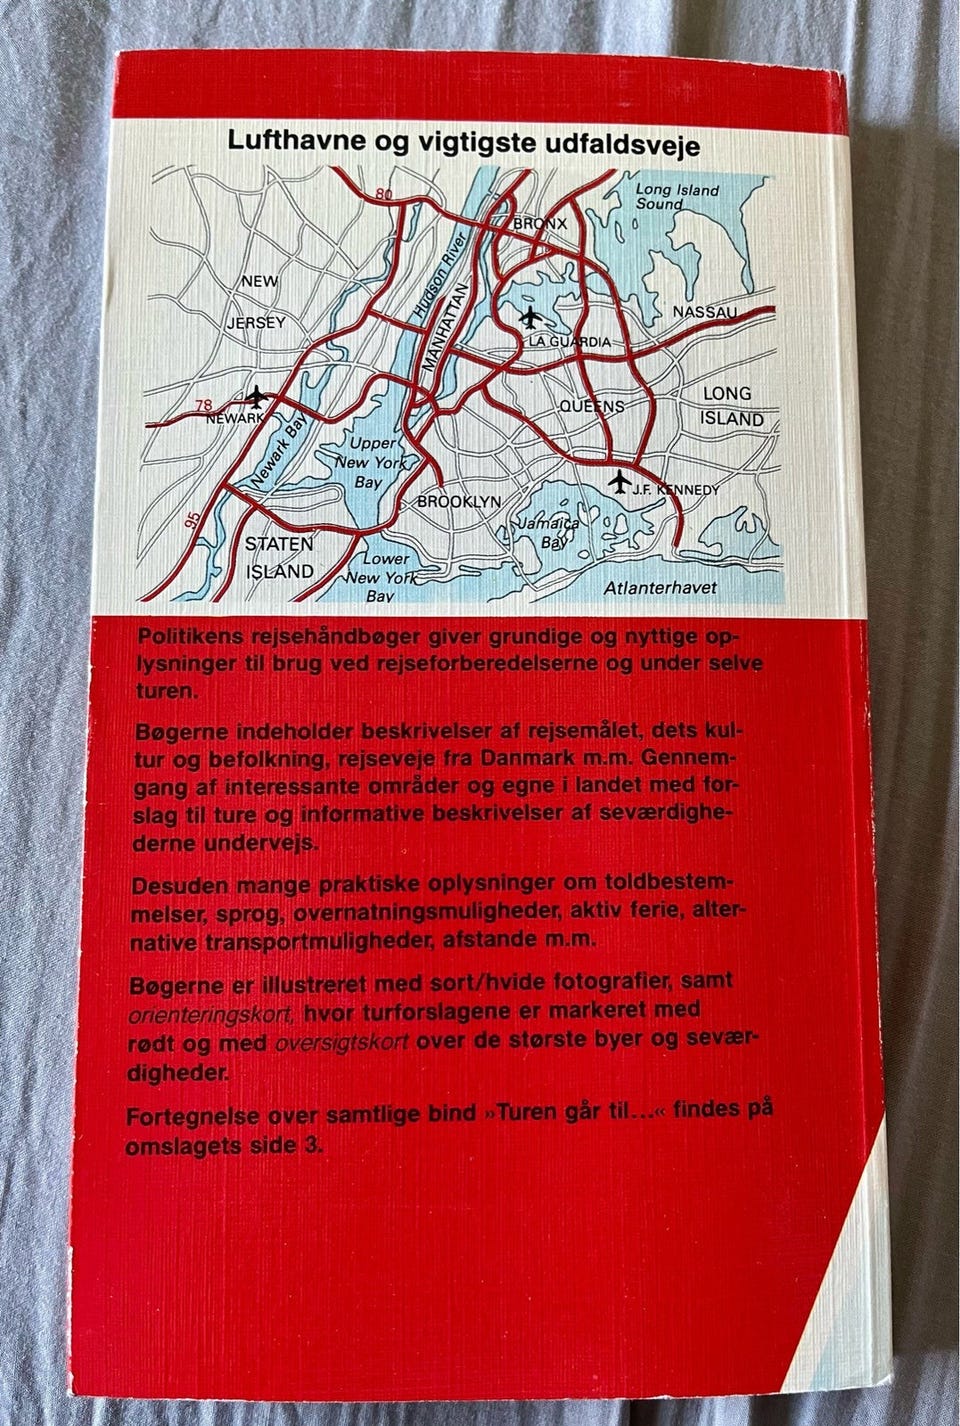 Lufthavne og vigtigste udfaldsveje
80
Long Island
Sound
BRONX
Hudson River
NEW
JERSEY
MANHATTAN
NASSAU
LA GUARDIA
78
NEWARK
Newark Bay
QUEENS
LONG
ISLAND
Upper
New York
Bay
BROOKLYN
J.F. KENNEDY
95
Jamaica
Bay
STATEN
ISLAND
Lower
New York
Bay
Atlanterhavet
Politikens rejsehåndbøger giver grundige og nyttige op-
lysninger til brug ved rejseforberedelserne og under selve
turen.
Bøgerne indeholder beskrivelser af rejsemålet, dets kul-
tur og befolkning, rejseveje fra Danmark m.m. Gennem-
gang af interessante områder og egne i landet med for-
slag til ture og informative beskrivelser af seværdighe-
derne undervejs.
Desuden mange praktiske oplysninger om toldbestem-
melser, sprog, overnatningsmuligheder, aktiv ferie, alter-
native transportmuligheder, afstande m.m.
Bøgerne er illustreret med sort/hvide fotografier, samt
orienteringskort, hvor turforslagene er markeret med
rødt og med oversigtskort over de største byer og sevær-
digheder.
Fortegnelse over samtlige bind »Turen går til...« findes på
omslagets side 3.